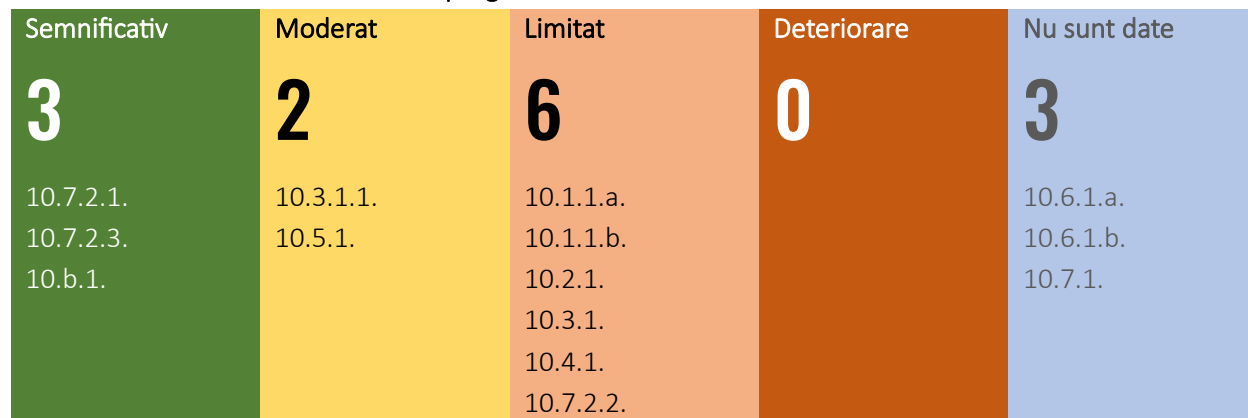 Semnificativ
3
10.7.2.1.
10.7.2.3.
10.b.1.
Moderat
2
10.3.1.1.
10.5.1.
Limitat
6
10.1.1.a.
10.1.1.b.
10.2.1.
10.3.1.
10.4.1.
10.7.2.2.
Deteriorare
0
Nu sunt date
3
10.6.1.a.
10.6.1.b.
10.7.1.